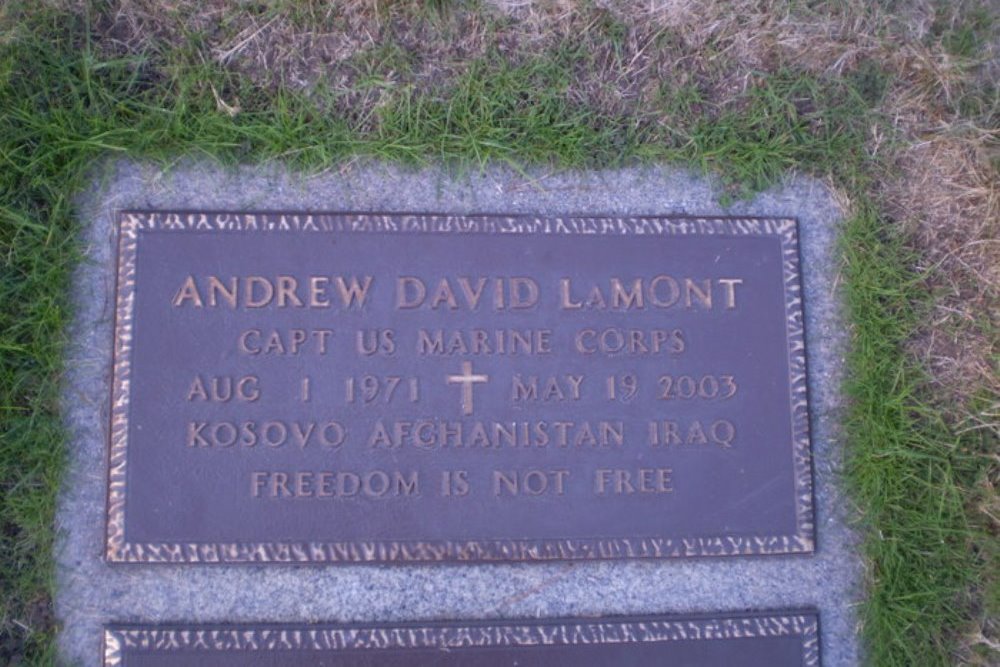 ANDREW DAVID LaMONT
CAPT US MARINE CORPS
AUG 1 1971 MAY 19 2003
KOSOVO AFGHANISTAN IRAQ
FREEDOM IS NOT FREE